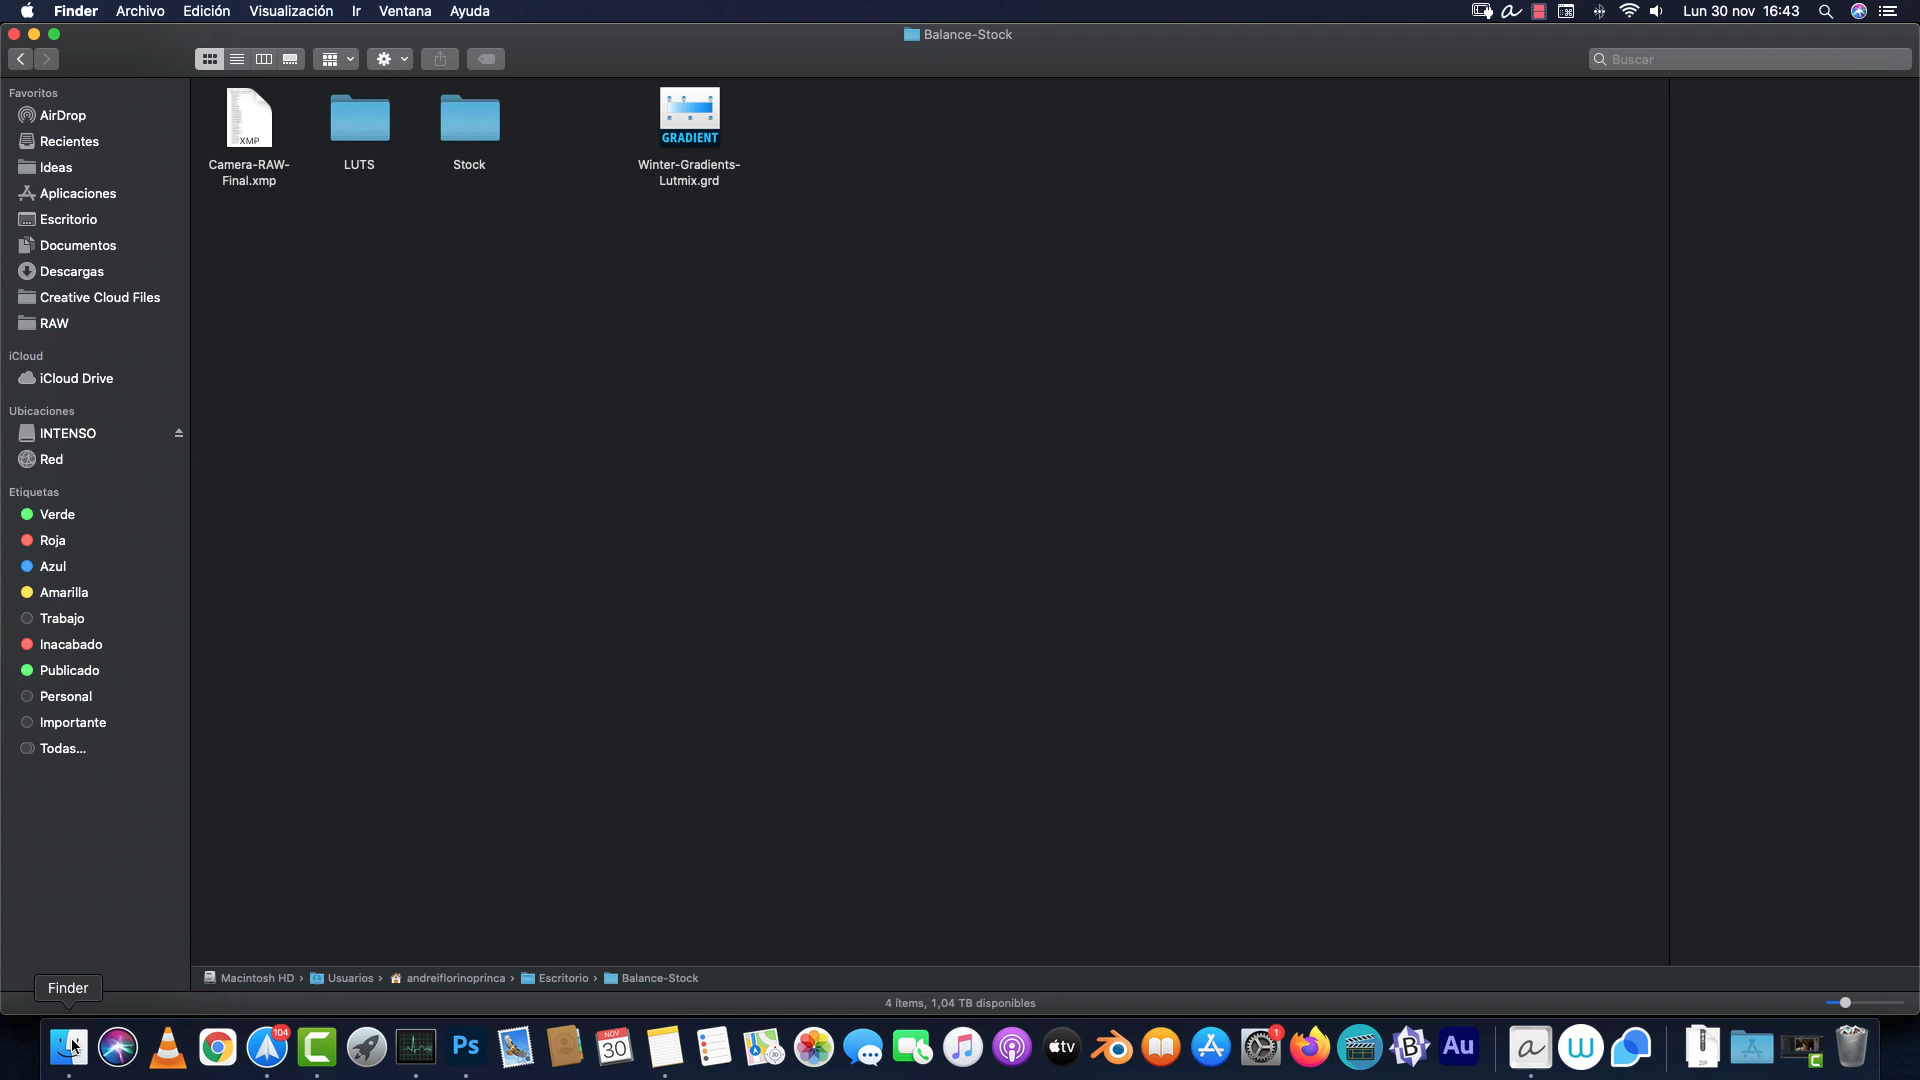 Finder Archivo Edición Visualización Ir Ventana Ayuda
Lun 30 nov 16:43
Balance-Stock
Buscar
Favoritos
AirDrop
Recientes
Ideas
Aplicaciones
Escritorio
Documentos
Descargas
Creative Cloud Files
RAW
iCloud
iCloud Drive
Ubicaciones
INTENSO
Red
Etiquetas
Verde
Roja
Azul
Amarilla
Trabajo
Inacabado
Publicado
Personal
Importante
Todas...
XMP
Camera-RAW-
Final.xmp
LUTS
Stock
GRADIENT
Winter-Gradients-
Lutmix.grd
Macintosh HD › Usuarios › andreiflorinoprinca › Escritorio › Balance-Stock
4 ítems, 1,04 TB disponibles
Finder
104
Ps
NOV
30
tv
1
Au
ZIP